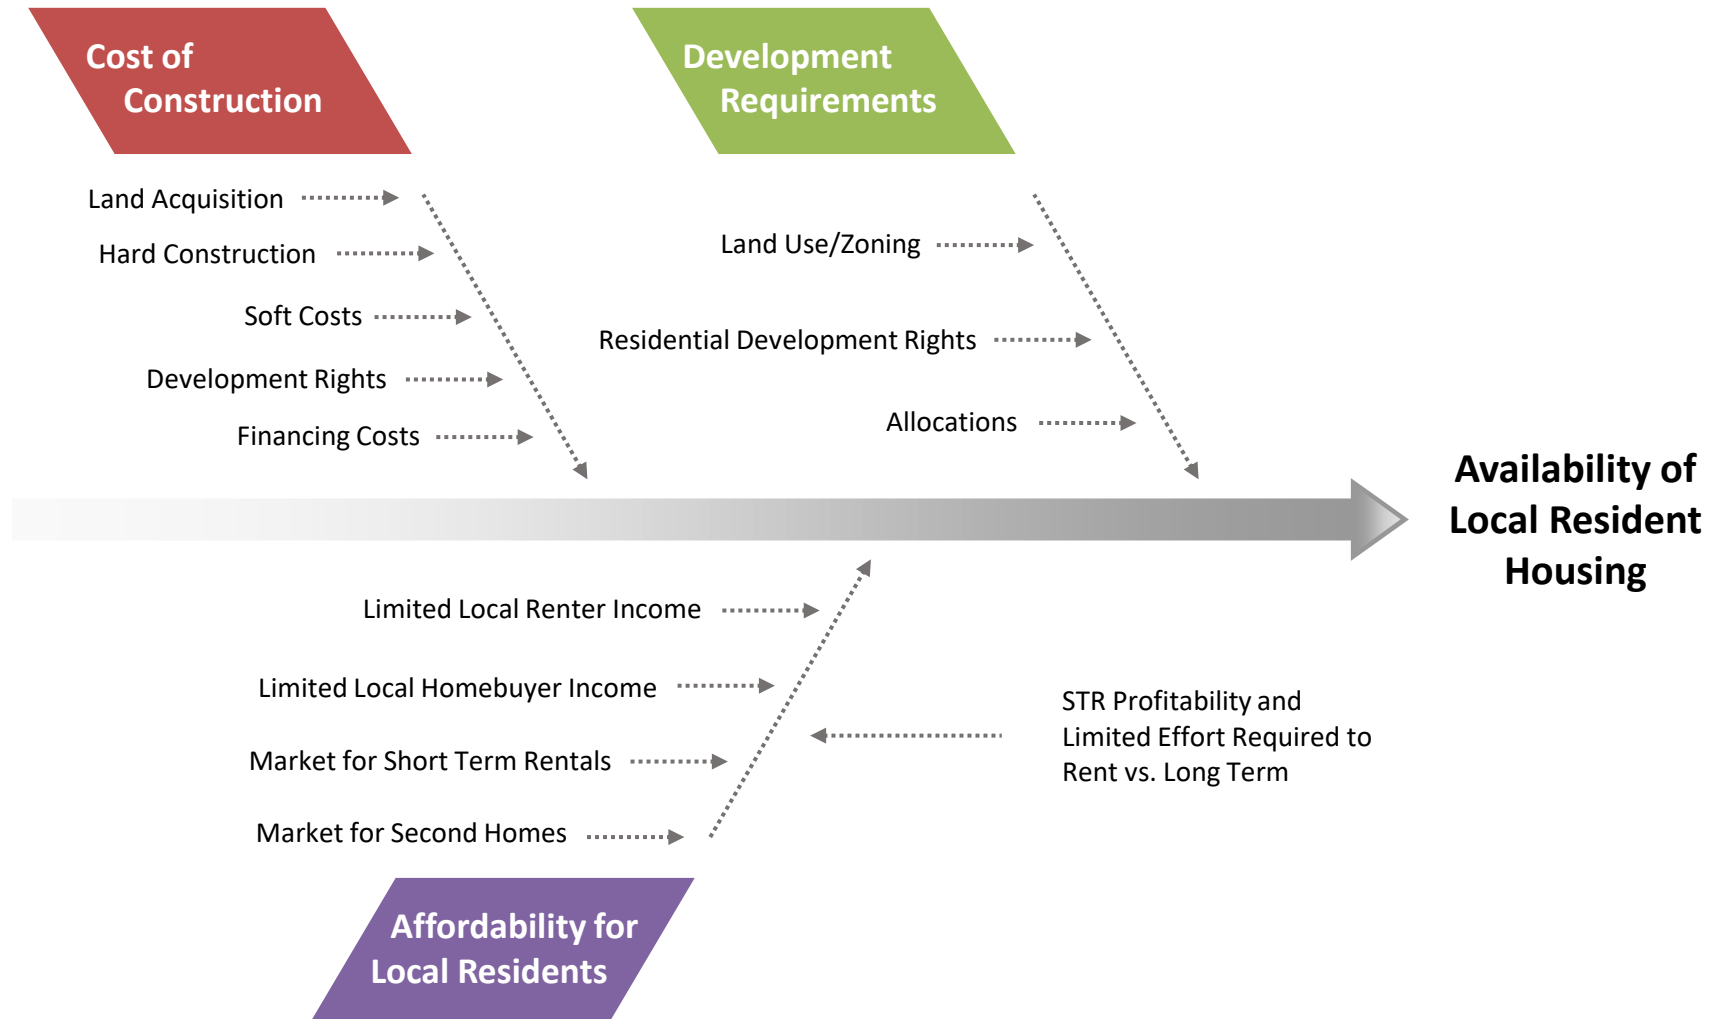 Cost of
Construction
Development
Requirements
Land Acquisition
Hard Construction
Soft Costs
Development Rights
Financing Costs
Land Use/Zoning
Residential Development Rights
Allocations
Availability of
Local Resident
Housing
Limited Local Renter Income
Limited Local Homebuyer Income
Market for Short Term Rentals
Market for Second Homes
STR Profitability and
Limited Effort Required to
Rent vs. Long Term
Affordability for
Local Residents